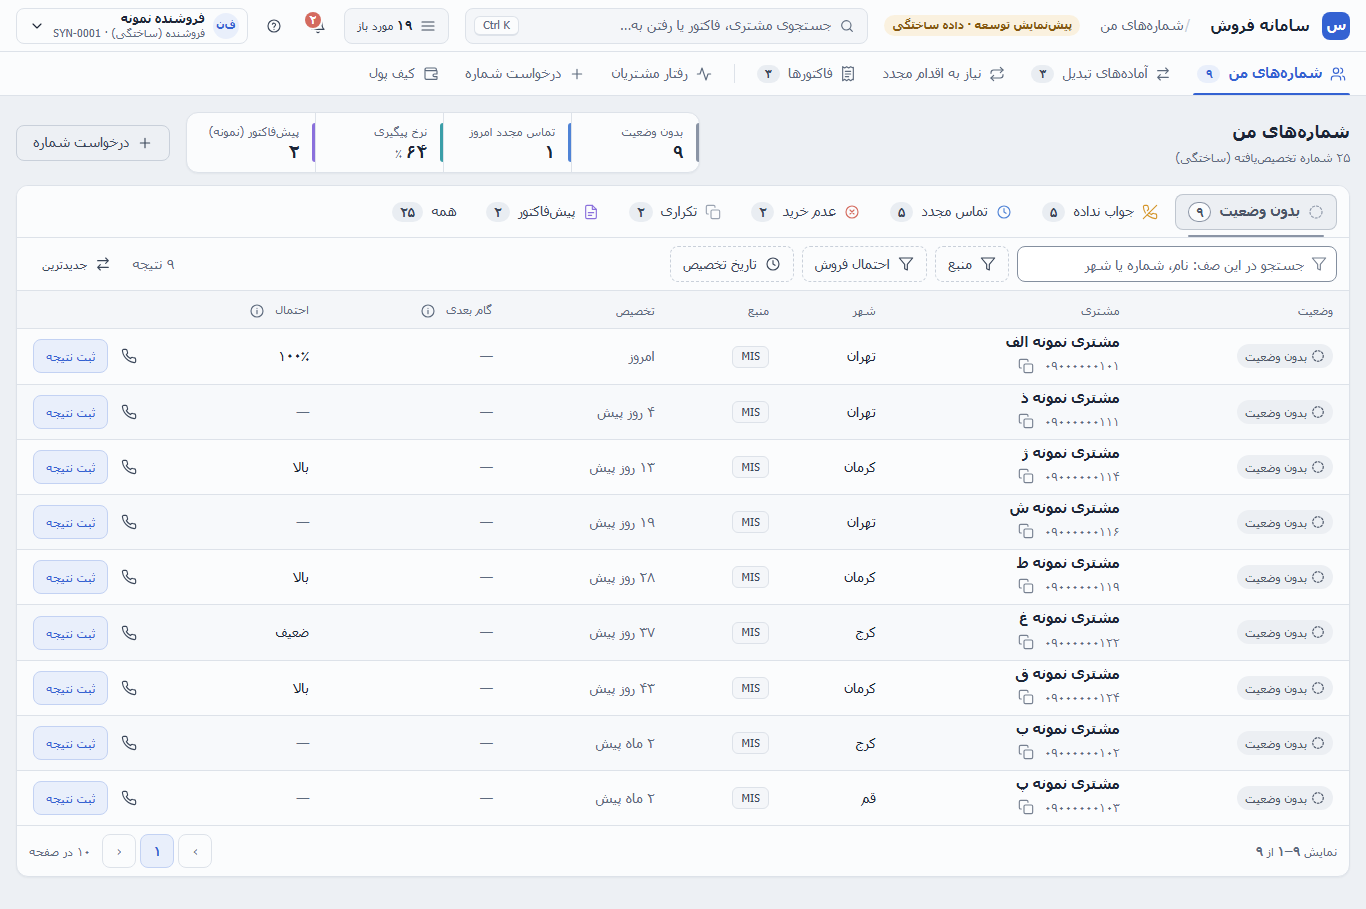 س سامانه فروش / شماره‌های من پیش‌نمایش توسعه · داده ساختگی جستجوی مشتری، فاکتور یا رفتن به... Ctrl K ۱۹ مورد باز ۲ ف‌ن فروشنده نمونه
فروشنده (ساختگی) · SYN-0001
شماره‌های من ۹ آماده‌های تبدیل ۳ نیاز به اقدام مجدد فاکتورها ۳ رفتار مشتریان درخواست شماره کیف پول
شماره‌های من
۲۵ شماره تخصیص‌یافته (ساختگی)
بدون وضعیت
۹
تماس مجدد امروز
۱
نرخ پیگیری
۶۴ ٪
پیش‌فاکتور (نمونه)
۲
درخواست شماره
بدون وضعیت ۹ جواب نداده ۵ تماس مجدد ۵ عدم خرید ۲ تکراری ۲ پیش‌فاکتور ۲ همه ۲۵
جستجو در این صف: نام، شماره یا شهر منبع احتمال فروش تاریخ تخصیص ۹ نتیجه جدیدترین
وضعیت مشتری شهر منبع تخصیص گام بعدی احتمال
بدون وضعیت مشتری نمونه الف تهران MIS امروز — ۱۰۰٪ ثبت نتیجه
۰۹۰۰۰۰۰۰۱۰۱
بدون وضعیت مشتری نمونه ذ تهران MIS ۴ روز پیش — — ثبت نتیجه
۰۹۰۰۰۰۰۰۱۱۱
بدون وضعیت مشتری نمونه ژ کرمان MIS ۱۳ روز پیش — بالا ثبت نتیجه
۰۹۰۰۰۰۰۰۱۱۴
بدون وضعیت مشتری نمونه ش تهران MIS ۱۹ روز پیش — — ثبت نتیجه
۰۹۰۰۰۰۰۰۱۱۶
بدون وضعیت مشتری نمونه ط کرمان MIS ۲۸ روز پیش — بالا ثبت نتیجه
۰۹۰۰۰۰۰۰۱۱۹
بدون وضعیت مشتری نمونه غ کرج MIS ۳۷ روز پیش — ضعیف ثبت نتیجه
۰۹۰۰۰۰۰۰۱۲۲
بدون وضعیت مشتری نمونه ق کرمان MIS ۴۳ روز پیش — بالا ثبت نتیجه
۰۹۰۰۰۰۰۰۱۲۴
بدون وضعیت مشتری نمونه ب کرج MIS ۲ ماه پیش — — ثبت نتیجه
۰۹۰۰۰۰۰۰۱۰۲
بدون وضعیت مشتری نمونه پ قم MIS ۲ ماه پیش — — ثبت نتیجه
۰۹۰۰۰۰۰۰۱۰۳
نمایش ۱–۹ از ۹ ‹ ۱ › ۱۰ در صفحه